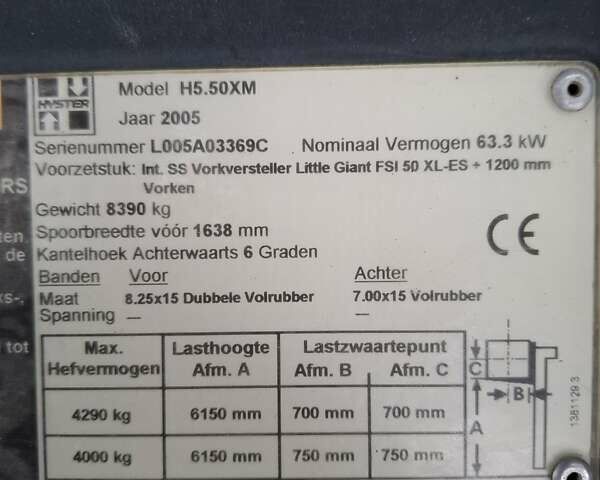 HYSTER
Model H5.50XM
Jaar 2005
Serienummer L005A03369C Nominaal Vermogen 63.3 kW
Voorzetstuk: Int. SS Vorkversteller Little Giant FSI 50 XL-ES + 1200 mm
Vorken
Gewicht 8390 kg
Spoorbreedte vóór 1638 mm
Kantelhoek Achterwaarts 6 Graden
CE
Banden Voor Achter
Maat 8.25x15 Dubbele Volrubber 7.00x15 Volrubber
Spanning — —
Max. Lasthoogte Lastzwaartepunt
Hefvermogen Afm. A Afm. B Afm. C
4290 kg 6150 mm 700 mm 700 mm
4000 kg 6150 mm 750 mm 750 mm
C
B
A
1381129 3
RS
de
tot